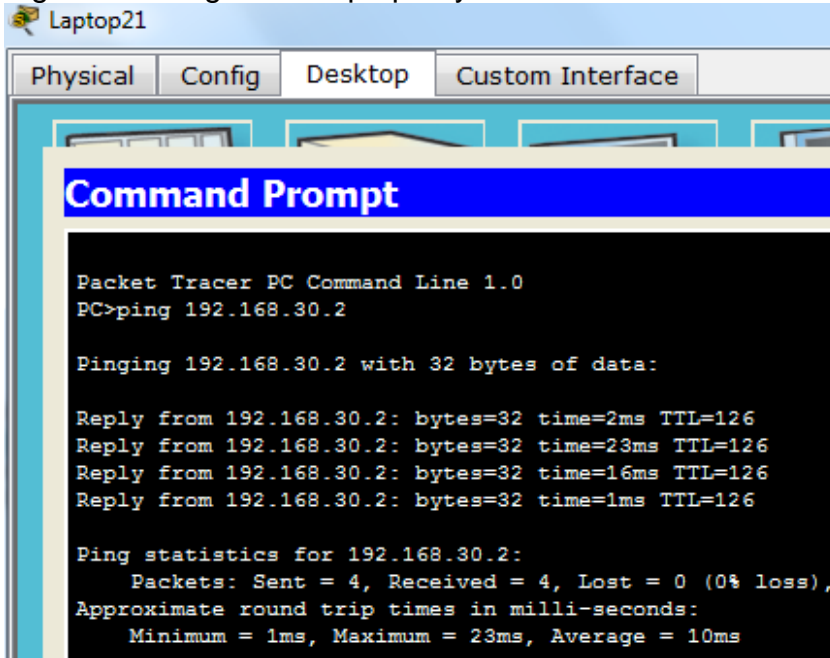 Laptop21
Physical Config Desktop Custom Interface
Command Prompt
Packet Tracer PC Command Line 1.0
PC>ping 192.168.30.2
Pinging 192.168.30.2 with 32 bytes of data:
Reply from 192.168.30.2: bytes=32 time=2ms TTL=126
Reply from 192.168.30.2: bytes=32 time=23ms TTL=126
Reply from 192.168.30.2: bytes=32 time=16ms TTL=126
Reply from 192.168.30.2: bytes=32 time=1ms TTL=126
Ping statistics for 192.168.30.2:
Packets: Sent = 4, Received = 4, Lost = 0 (0% loss),
Approximate round trip times in milli-seconds:
Minimum = 1ms, Maximum = 23ms, Average = 10ms